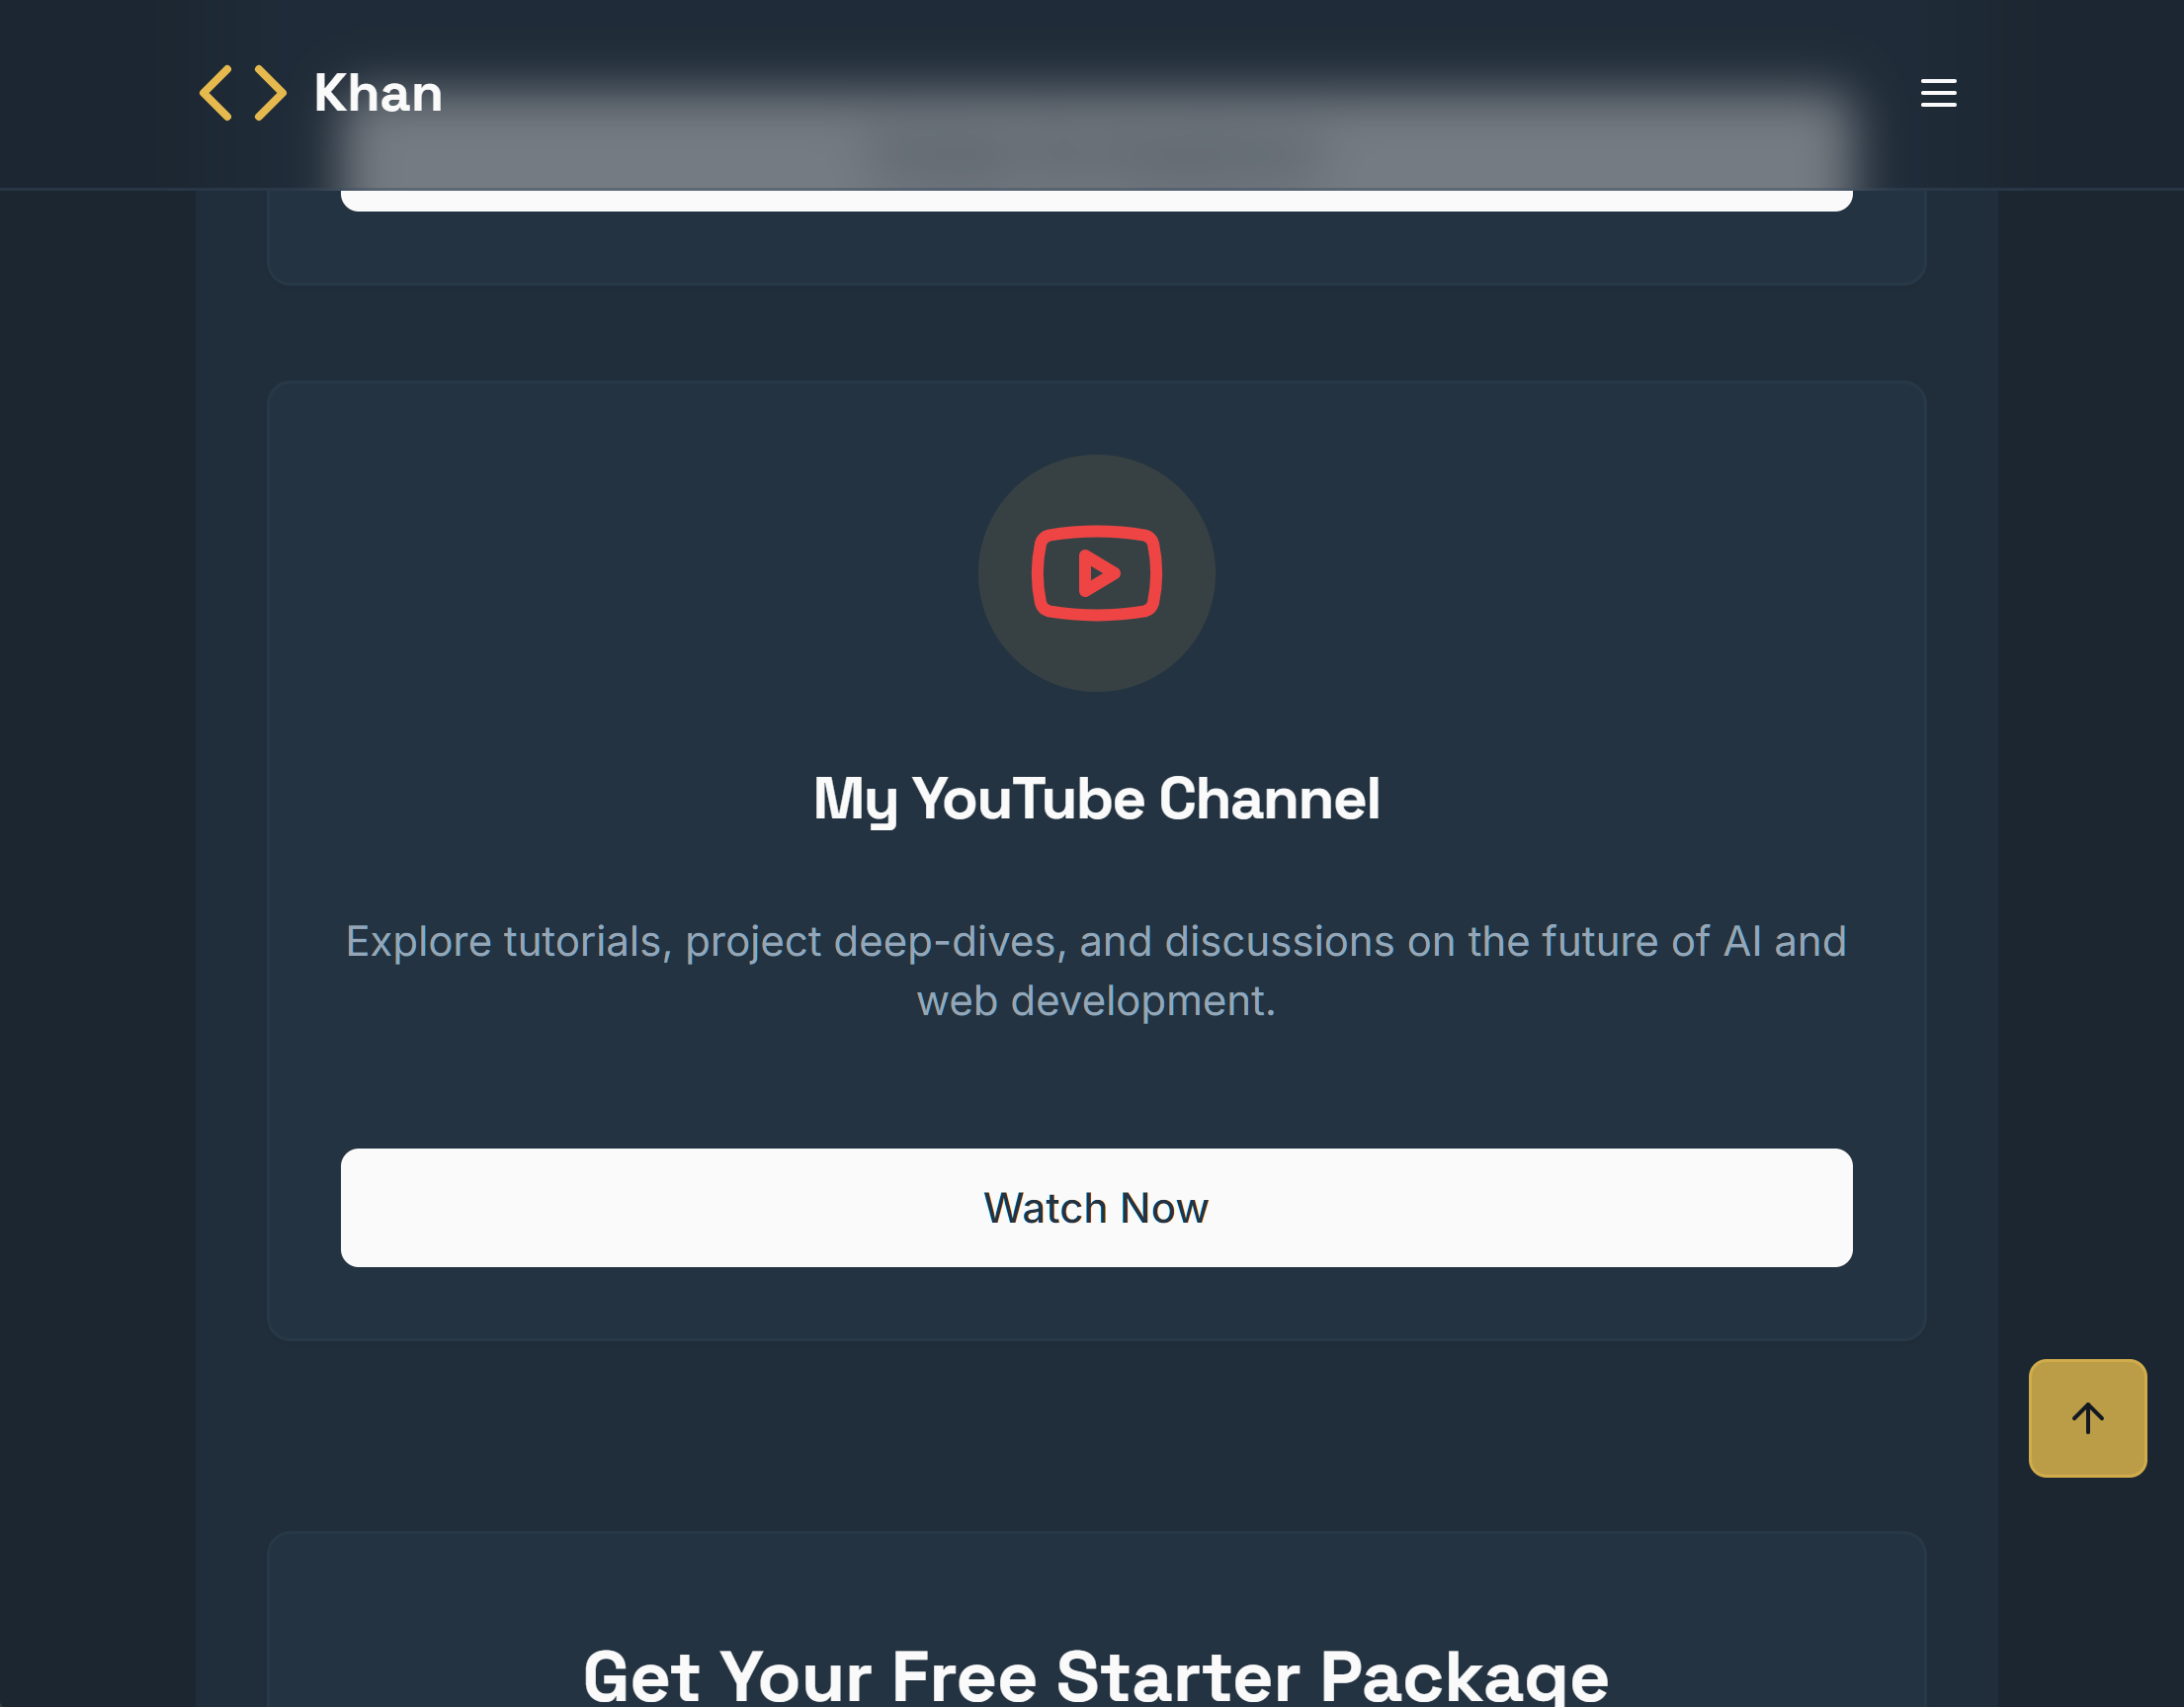 Khan
My YouTube Channel
Explore tutorials, project deep-dives, and discussions on the future of AI and
web development.
Watch Now
Get Your Free Starter Package